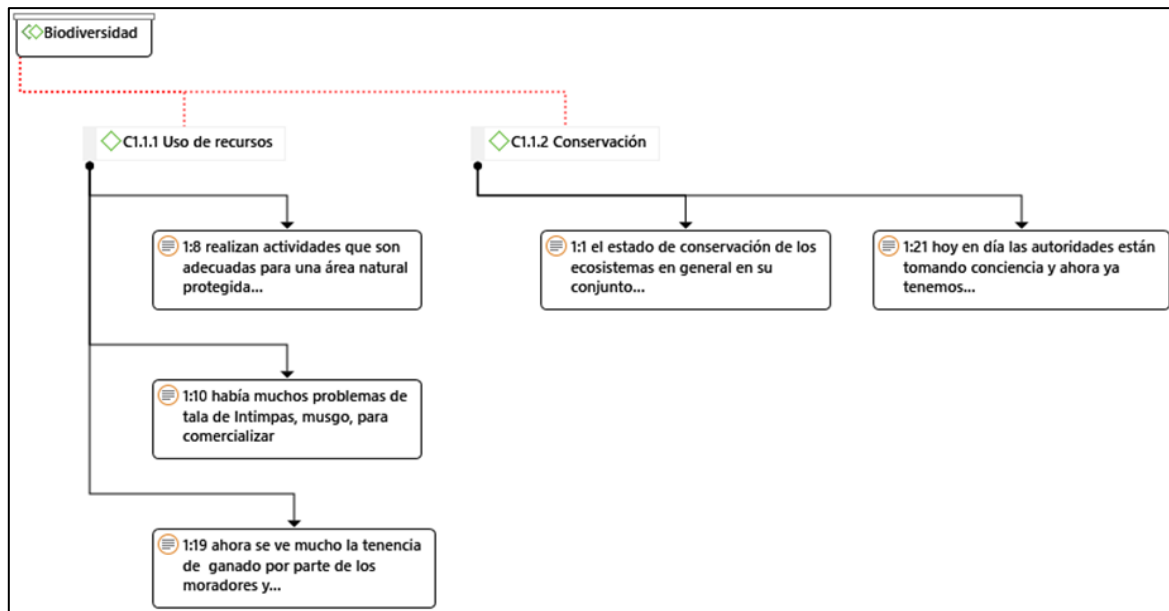 Biodiversidad
C1.1.1 Uso de recursos
C1.1.2 Conservación
1:8 realizan actividades que son
adecuadas para una área natural
protegida...
1:1 el estado de conservación de los
ecosistemas en general en su
conjunto...
1:21 hoy en día las autoridades están
tomando conciencia y ahora ya
tenemos...
1:10 había muchos problemas de
tala de Intimpas, musgo, para
comercializar
1:19 ahora se ve mucho la tenencia
de  ganado por parte de los
moradores y...